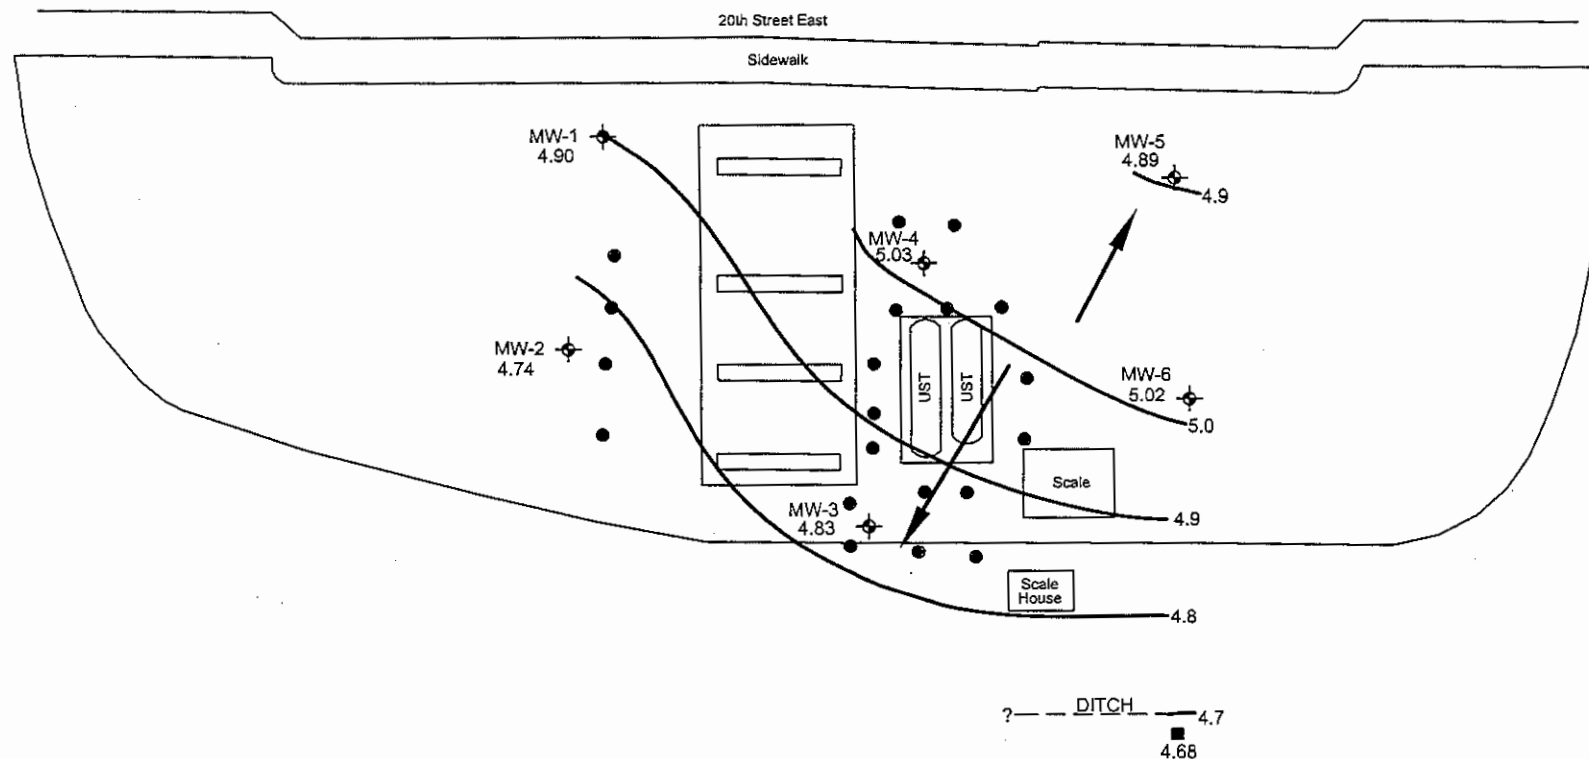 20th Street East
Sidewalk
MW-1
4.90
MW-5
4.89
4.9
MW-4
5.03
MW-2
4.74
UST
UST
MW-6
5.02
5.0
Scale
MW-3
4.83
4.9
Scale
House
4.8
?
DITCH
4.7
4.68